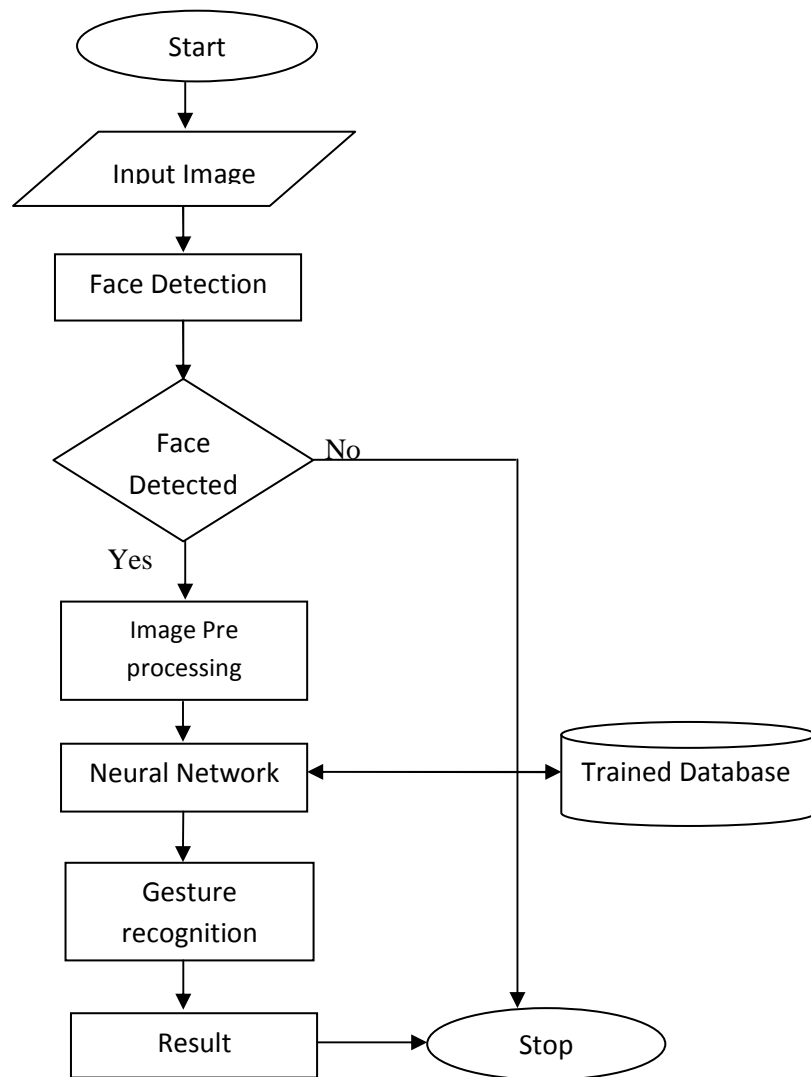 Start
Input Image
Face Detection
Face
Detected
No
Yes
Image Pre
processing
Neural Network
Trained Database
Gesture
recognition
Result
Stop